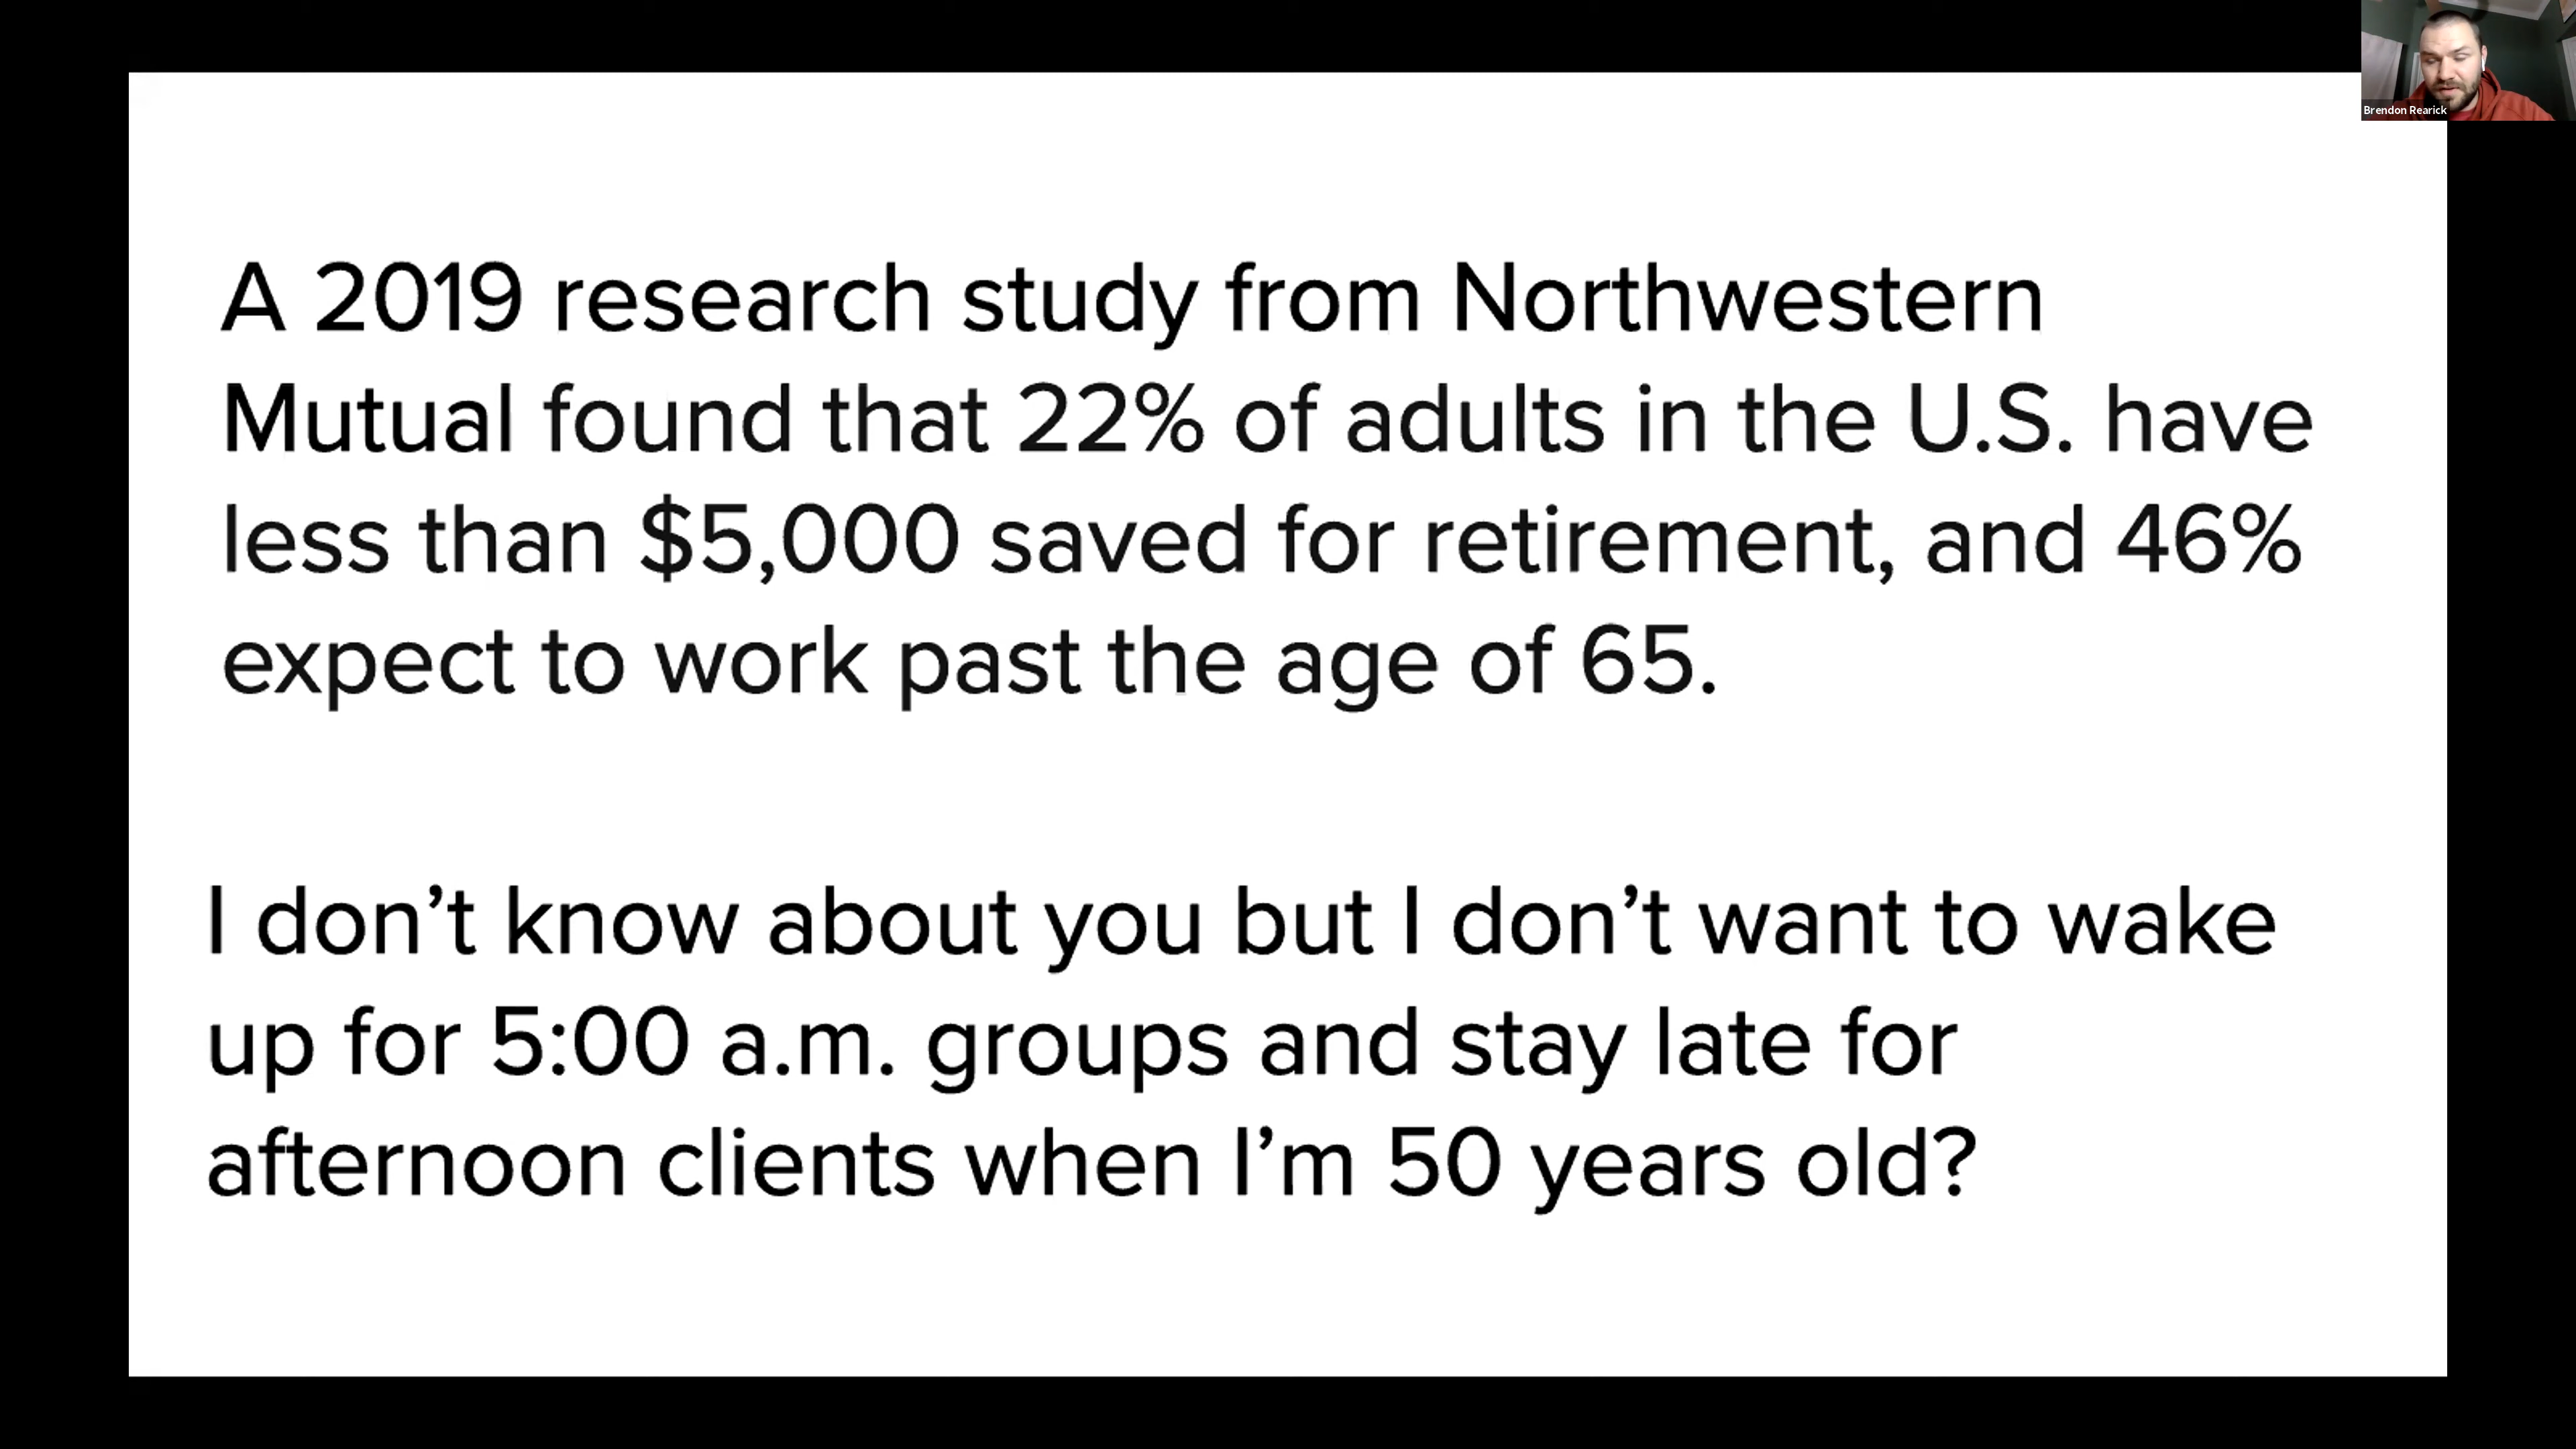 Brendon Rearick
A 2019 research study from Northwestern
Mutual found that 22% of adults in the U.S. have
less than $5,000 saved for retirement, and 46%
expect to work past the age of 65.
I don’t know about you but I don’t want to wake
up for 5:00 a.m. groups and stay late for
afternoon clients when I’m 50 years old?